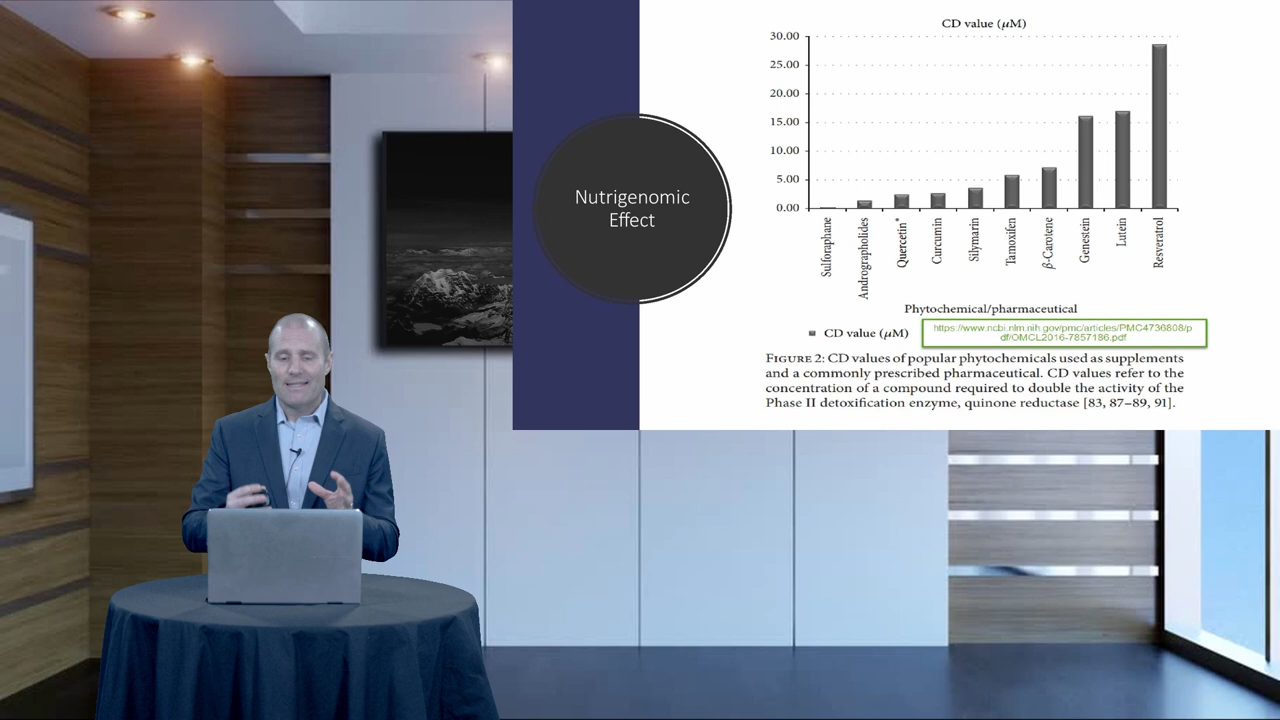 Nutrigenomic
Effect
CD value (μM)
30.00
25.00
20.00
15.00
10.00
5.00
0.00
Sulforaphane
Andrographolides
Quercetin*
Curcumin
Silymarin
Tamoxifen
β-Carotene
Genestein
Lutein
Resveratrol
Phytochemical/pharmaceutical
CD value (μM)
https://www.ncbi.nlm.nih.gov/pmc/articles/PMC4736808/p
df/OMCL2016-7857186.pdf
FIGURE 2: CD values of popular phytochemicals used as supplements
and a commonly prescribed pharmaceutical. CD values refer to the
concentration of a compound required to double the activity of the
Phase II detoxification enzyme, quinone reductase [83, 87–89, 91].